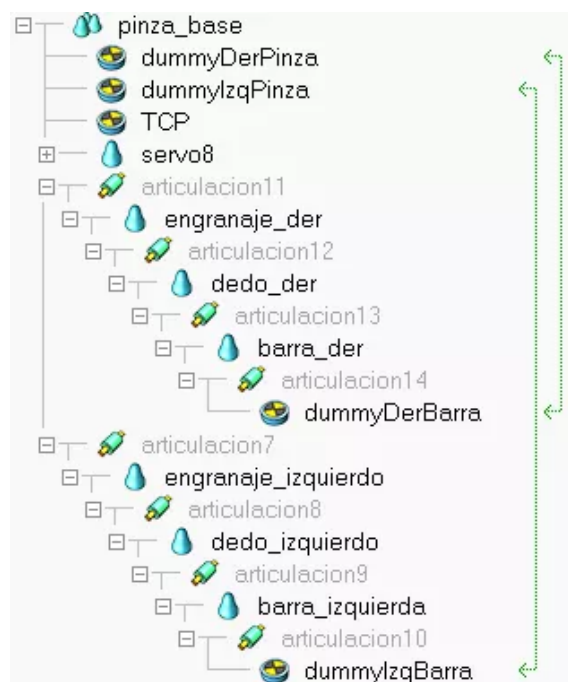 pinza_base
dummyDerPinza
dummyIzqPinza
TCP
servo8
articulacion11
engranaje_der
articulacion12
dedo_der
articulacion13
barra_der
articulacion14
dummyDerBarra
articulacion7
engranaje_izquierdo
articulacion8
dedo_izquierdo
articulacion9
barra_izquierda
articulacion10
dummyIzqBarra